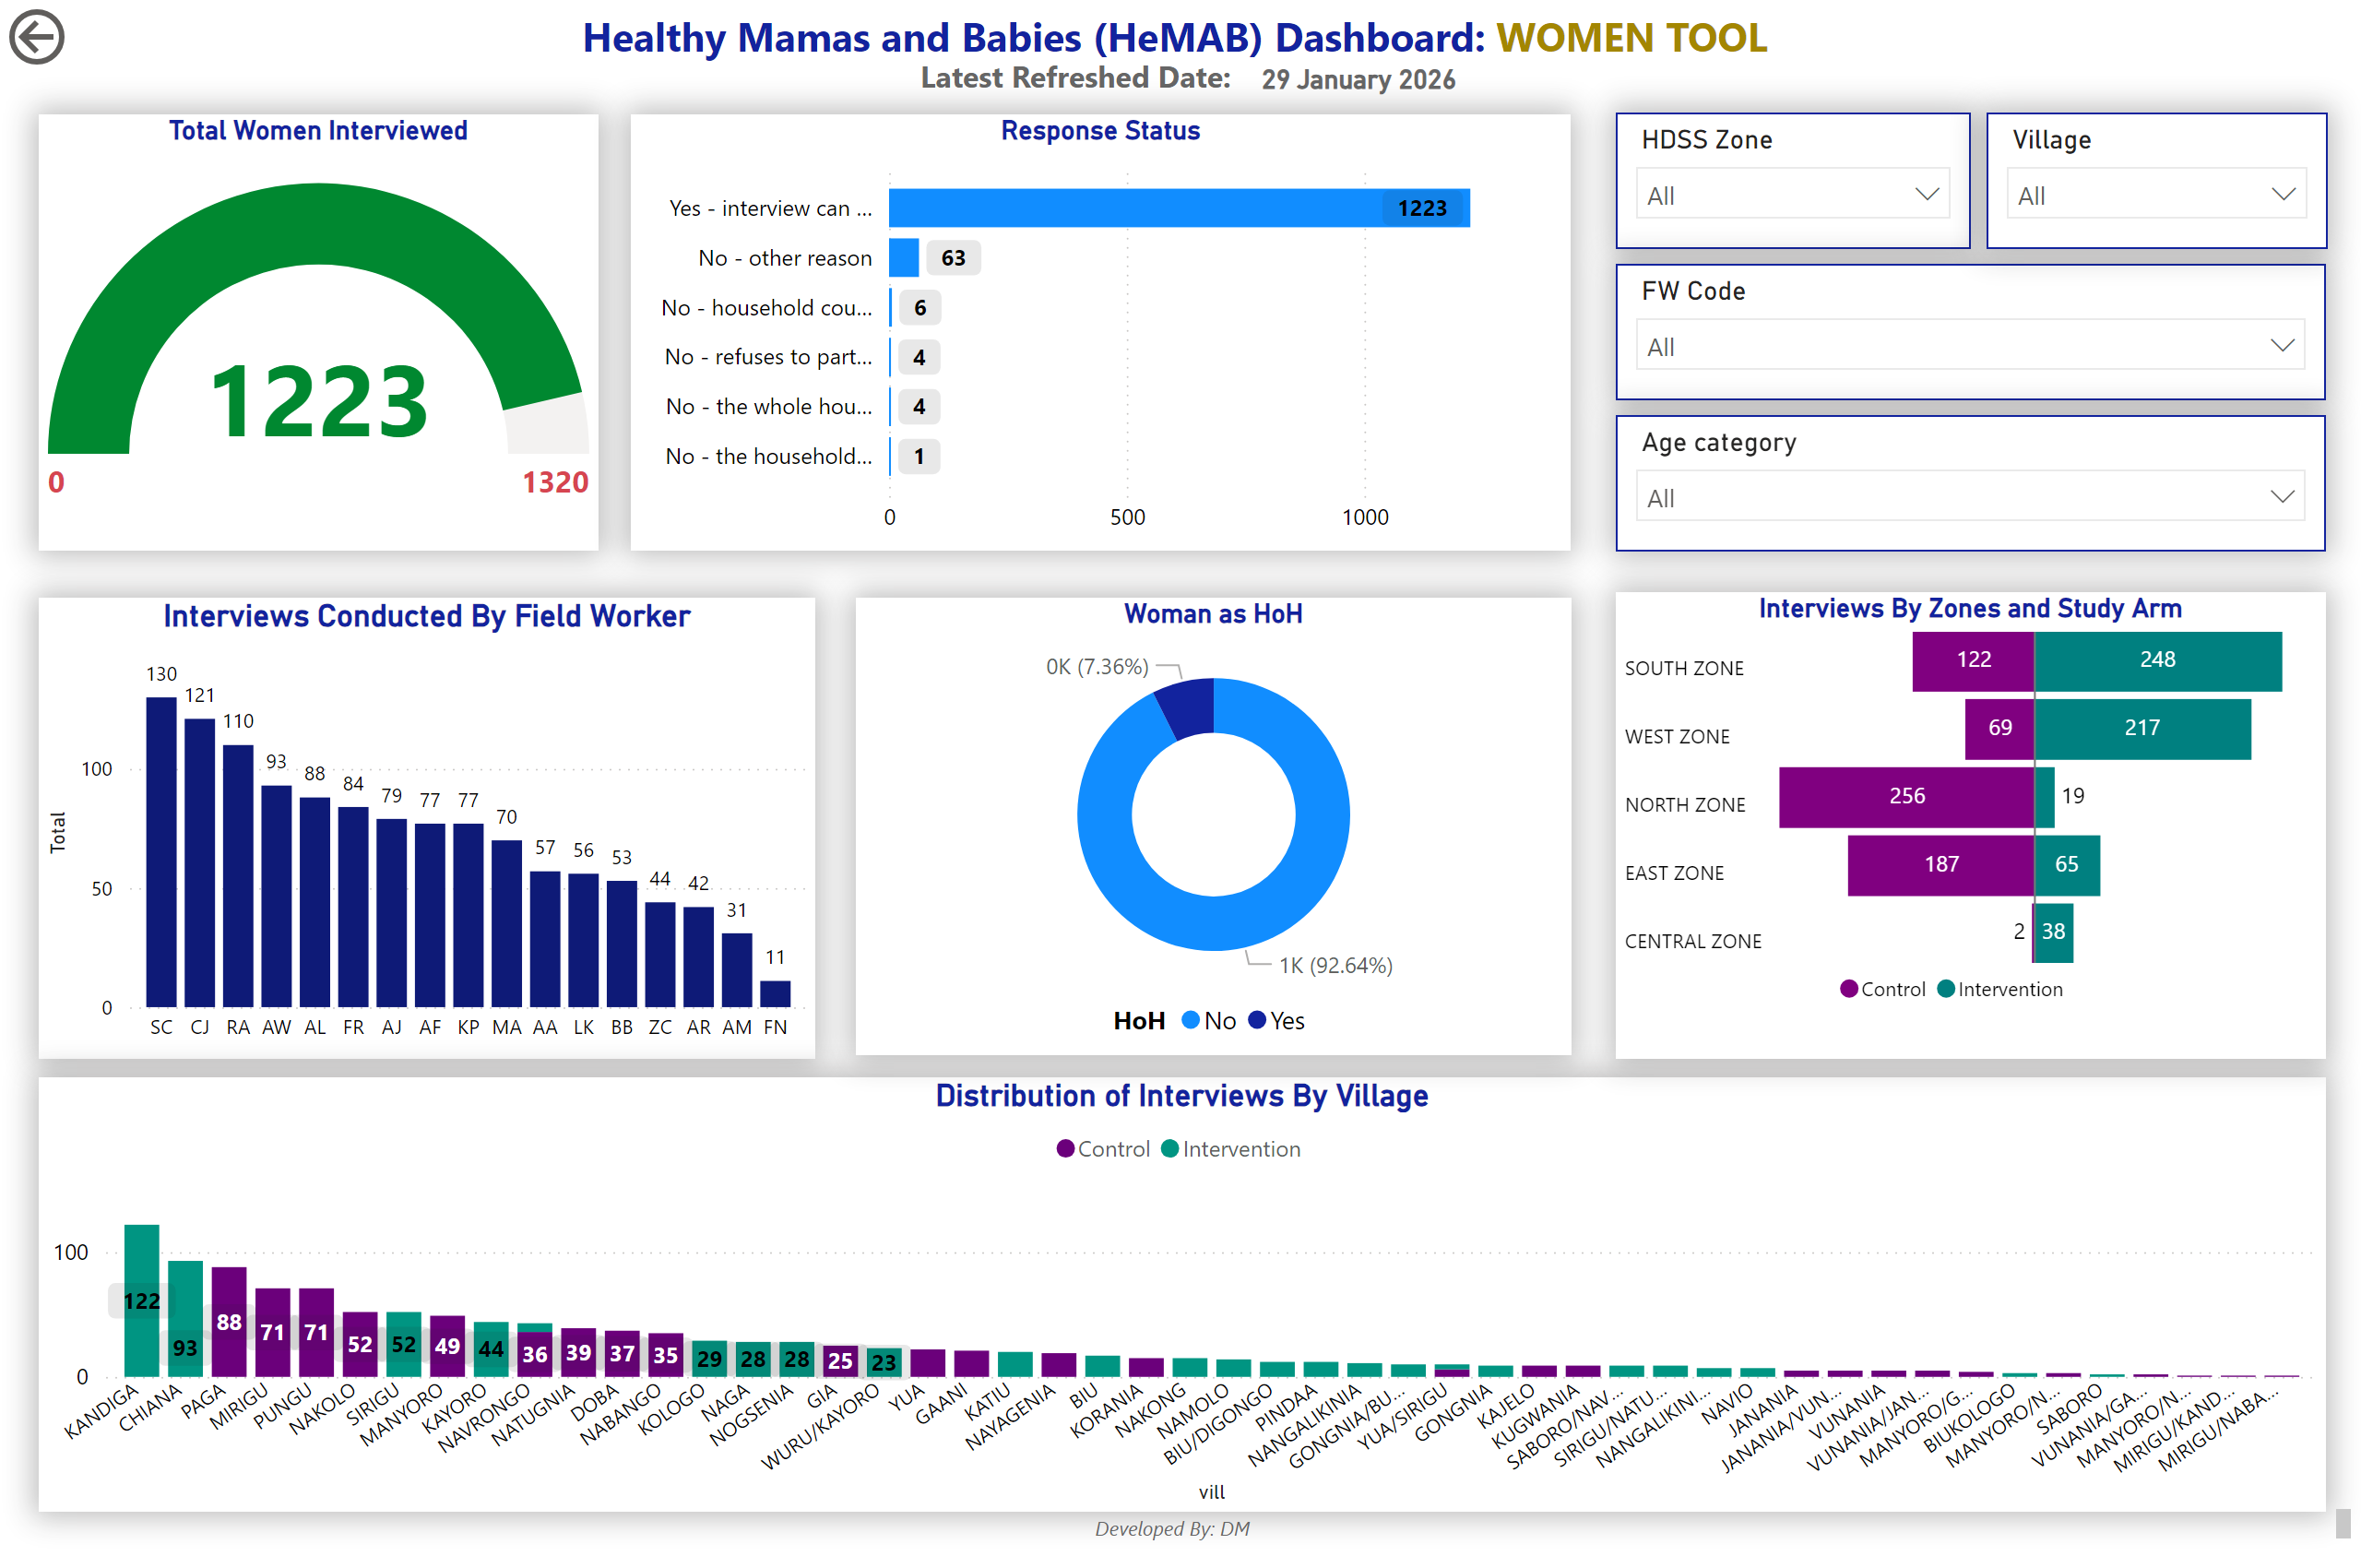 Healthy Mamas and Babies (HeMAB) Dashboard: WOMEN TOOL
Latest Refreshed Date: 29 January 2026
Total Women Interviewed
1223
0
1320
Response Status
Yes - interview can ...
1223
No - other reason
63
No - household cou...
6
No - refuses to part...
4
No - the whole hou...
4
No - the household...
1
0 500 1000
HDSS Zone
All
Village
All
FW Code
All
Age category
All
Interviews Conducted By Field Worker
Total
100
50
0
130 121 110 93 88 84 79 77 77 70 57 56 53 44 42 31 11
SC CJ RA AW AL FR AJ AF KP MA AA LK BB ZC AR AM FN
Woman as HoH
0K (7.36%)
1K (92.64%)
HoH No Yes
Interviews By Zones and Study Arm
SOUTH ZONE 122 248
WEST ZONE 69 217
NORTH ZONE 256 19
EAST ZONE 187 65
CENTRAL ZONE 2 38
Control Intervention
Distribution of Interviews By Village
Control Intervention
100
0
122 93 88 71 71 52 52 49 44 36 39 37 35 29 28 28 25 23
KANDIGA
CHIANA
PAGA
MIRIGU
PUNGU
NAKOLO
SIRIGU
MANYORO
KAYORO
NAVRONGO
NATUGNIA
DOBA
NABANGO
KOLOGO
NAGA
NOGSENIA
GIA
WURU/KAYORO
YUA
GAANI
KATIU
NAYAGENIA
BIU
KORANIA
NAKONG
NAMOLO
BIU/DIGONGO
PINDAA
NANGALIKINIA
GONGNIA/BU...
YUA/SIRIGU
GONGNIA
KAJELO
KUGWANIA
SABORO/NAV...
SIRIGU/NATU...
NANGALIKINI...
NAVIO
JANANIA
JANANIA/VUN...
VUNANIA
VUNANIA/JAN...
MANYORO/G...
BIUKOLOGO
MANYORO/N...
SABORO
VUNANIA/GA...
MANYORO/N...
MIRIGU/KAND...
MIRIGU/NABA...
vill
Developed By: DM